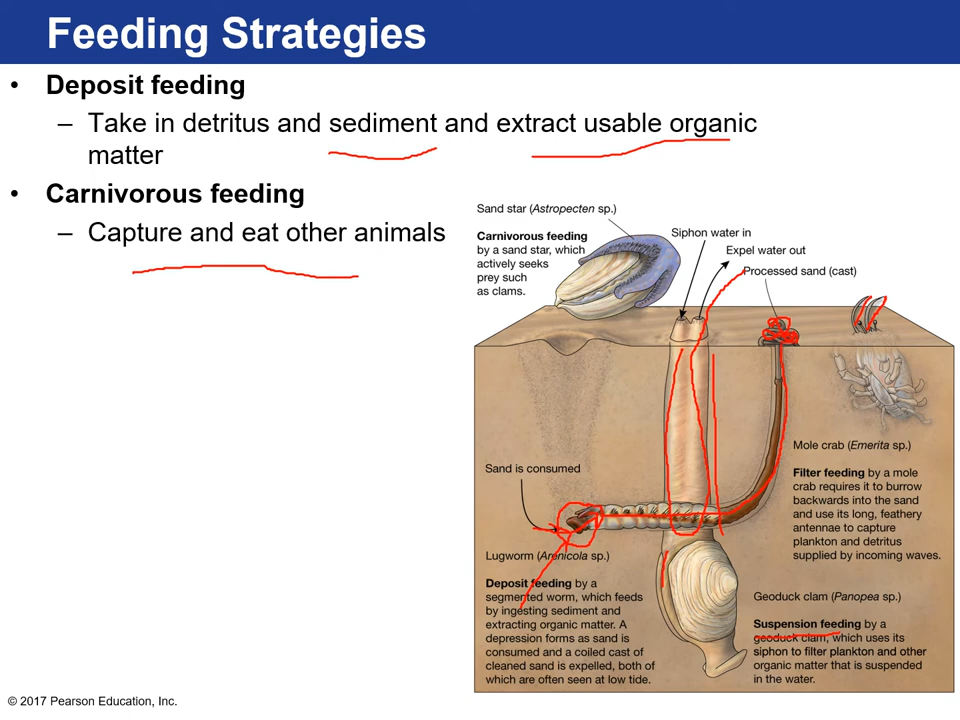 Feeding Strategies
• Deposit feeding
– Take in detritus and sediment and extract usable organic
matter
• Carnivorous feeding
– Capture and eat other animals
Sand star (Astropecten sp.)
Carnivorous feeding
by a sand star, which
actively seeks
prey such
as clams.
Siphon water in
Expel water out
Processed sand (cast)
Sand is consumed
Lugworm (Arenicola sp.)
Deposit feeding by a
segmented worm, which feeds
by ingesting sediment and
extracting organic matter. A
depression forms as sand is
consumed and a coiled cast of
cleaned sand is expelled, both of
which are often seen at low tide.
Mole crab (Emerita sp.)
Filter feeding by a mole
crab requires it to burrow
backwards into the sand
and use its long, feathery
antennae to capture
plankton and detritus
supplied by incoming waves.
Geoduck clam (Panopea sp.)
Suspension feeding by a
geoduck clam, which uses its
siphon to filter plankton and other
organic matter that is suspended
in the water.
© 2017 Pearson Education, Inc.